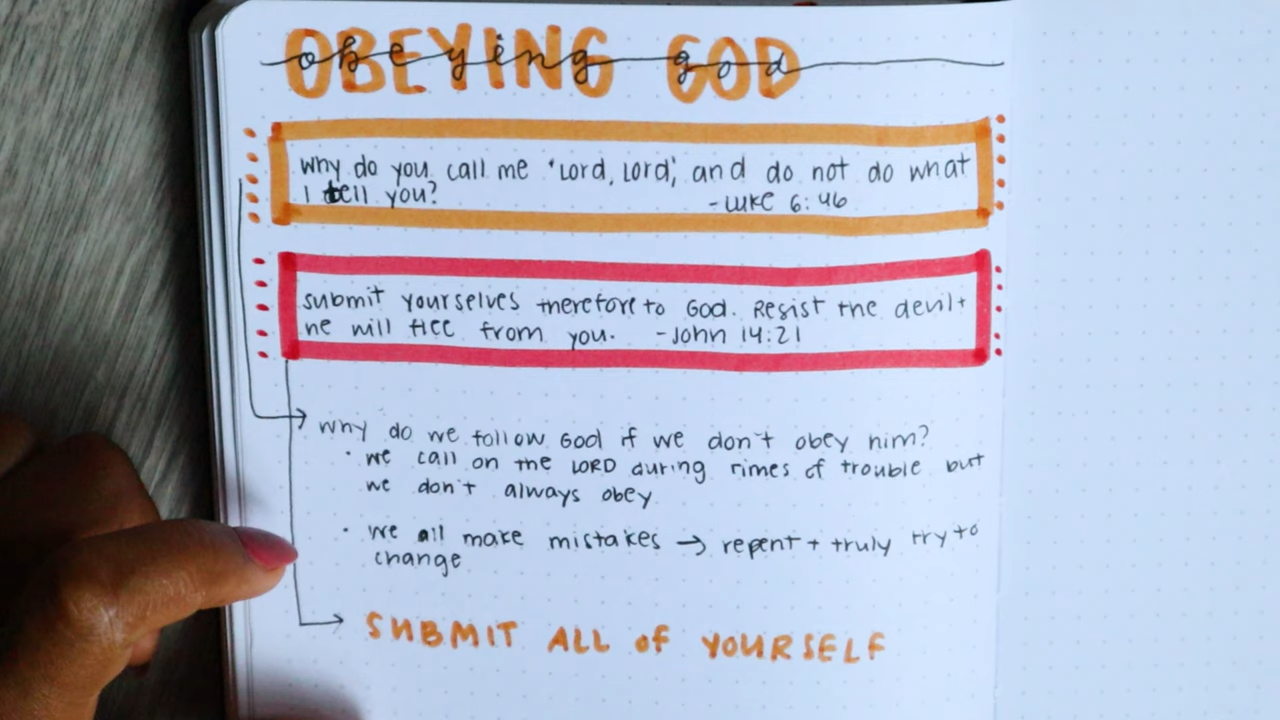 OBEYING GOD
obeying god
why do you call me 'Lord, Lord', and do not do what
I tell you?
-Luke 6:46
submit yourselves therefore to God. Resist the devil +
he will flee from you. -John 14:21
why do we follow God if we don't obey him?
• we call on the LORD during times of trouble but
we don't always obey
• we all make mistakes → repent + truly try to
change
SUBMIT ALL OF YOURSELF